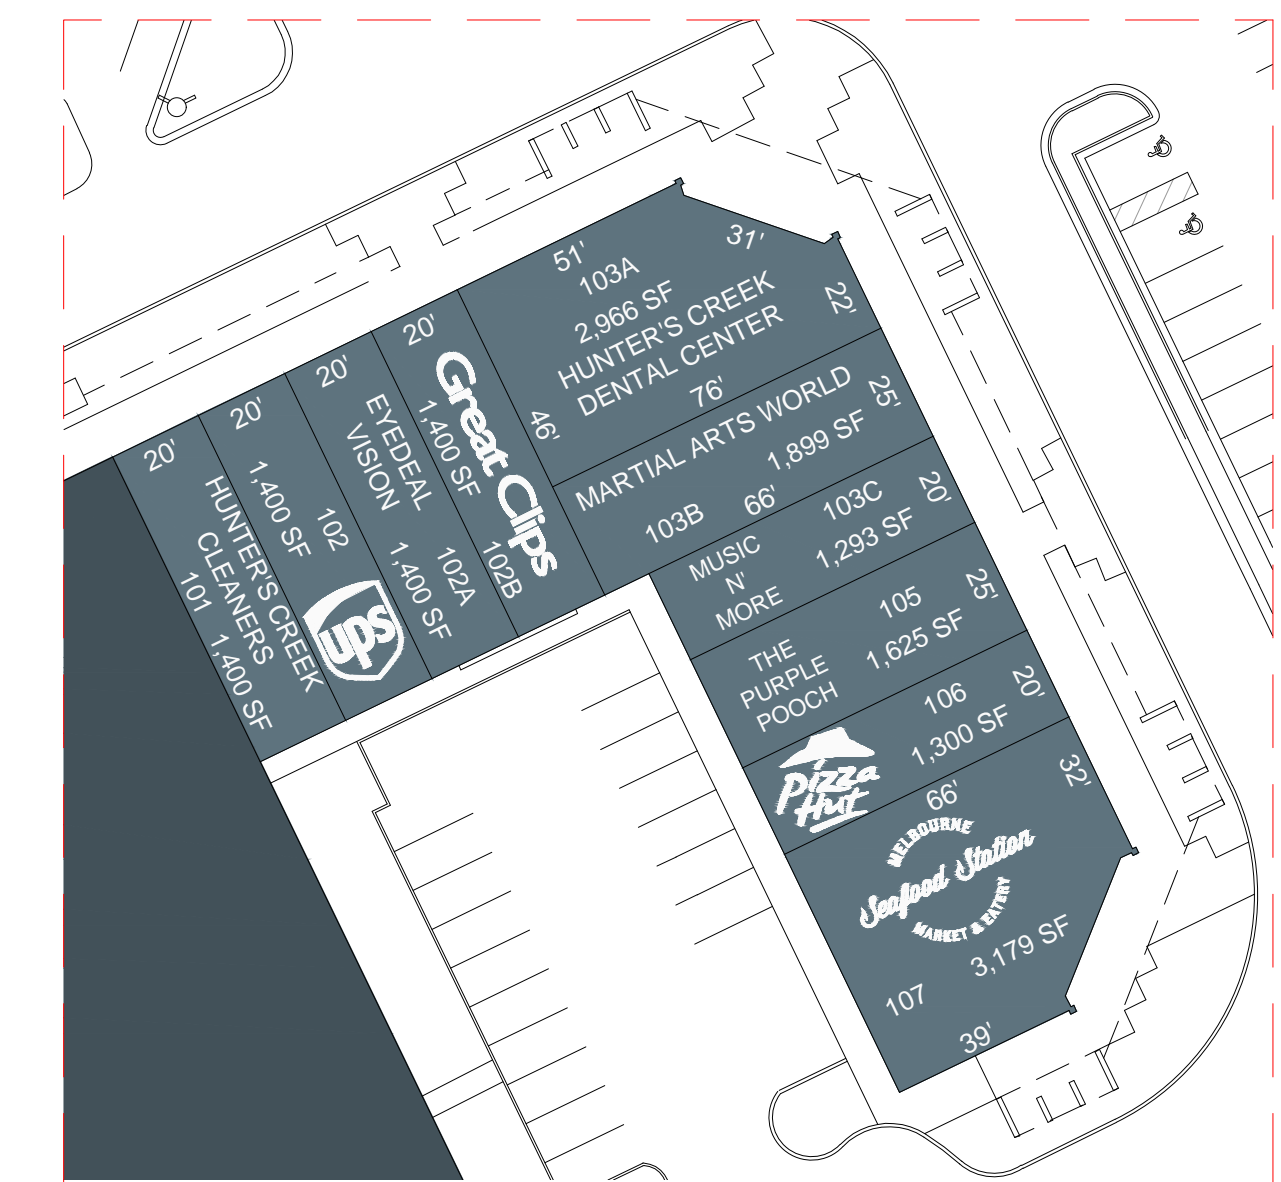 20'
HUNTER'S CREEK
CLEANERS
101 1,400 SF
20'
1,400 SF
102
ups
20'
EYEDEAL
VISION
1,400 SF
102A
20'
Great Clips
1,400 SF
102B
51'
103A
2,966 SF
HUNTER'S CREEK
DENTAL CENTER
31'
22'
46'
76'
MARTIAL ARTS WORLD
1,899 SF
25'
103B
66'
103C
20'
1,293 SF
MUSIC
N'
MORE
105
25'
1,625 SF
THE
PURPLE
POOCH
106
20'
1,300 SF
Pizza
Hut
66'
32'
MELBOURNE
Seafood Station
MARKET & EATERY
3,179 SF
107
39'